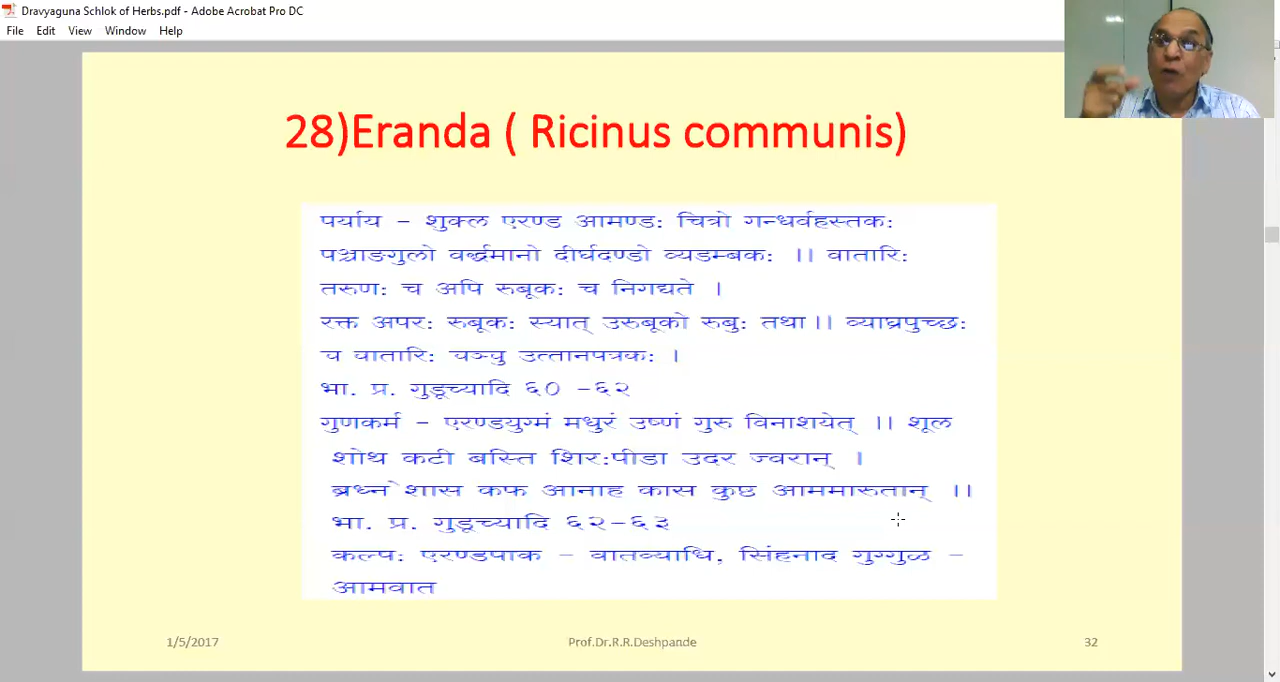 Dravyaguna Schlok of Herbs.pdf - Adobe Acrobat Pro DC
File Edit View Window Help
28)Eranda ( Ricinus communis)
पर्याय – शुक्ल एरण्ड आमण्डः चित्रो गन्धर्वहस्तकः
पञ्चाङगुलो वर्द्धमानो दीर्घदण्डो व्यडम्बकः ।। वातारिः
तरुणः च अपि रुबूकः च निगद्यते ।
रक्त अपरः रुबूकः स्यात् उरुबूको रुबुः तथा ।। व्याघ्रपुच्छः
च वातारिः चञ्चु उत्तानपत्रकः ।
भा. प्र. गुडूच्यादि ६० –६२
गुणकर्म – एरण्डयुग्मं मधुरं उष्णं गुरु विनाशयेत् ।। शूल
शोथ कटी बस्ति शिरःपीडा उदर ज्वरान् ।
ब्रध्न शास कफ आनाह कास कुष्ठ आममारुतान् ।।
भा. प्र. गुडूच्यादि ६२–६३
कल्पः एरण्डपाक – वातव्याधि, सिंहनाद गुग्गुळ –
आमवात
1/5/2017 Prof.Dr.R.R.Deshpande 32